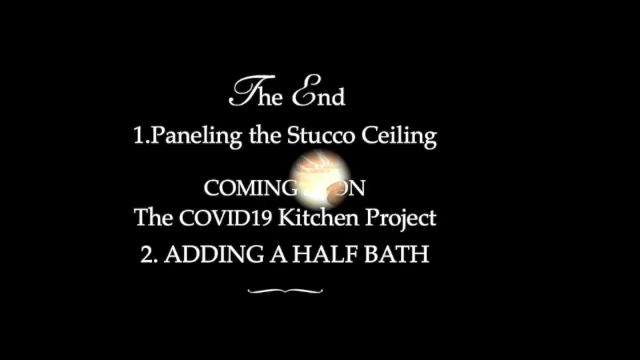 The End
1.Paneling the Stucco Ceiling
COMING
The COVID19 Kitchen Project
2. ADDING A HALF BATH